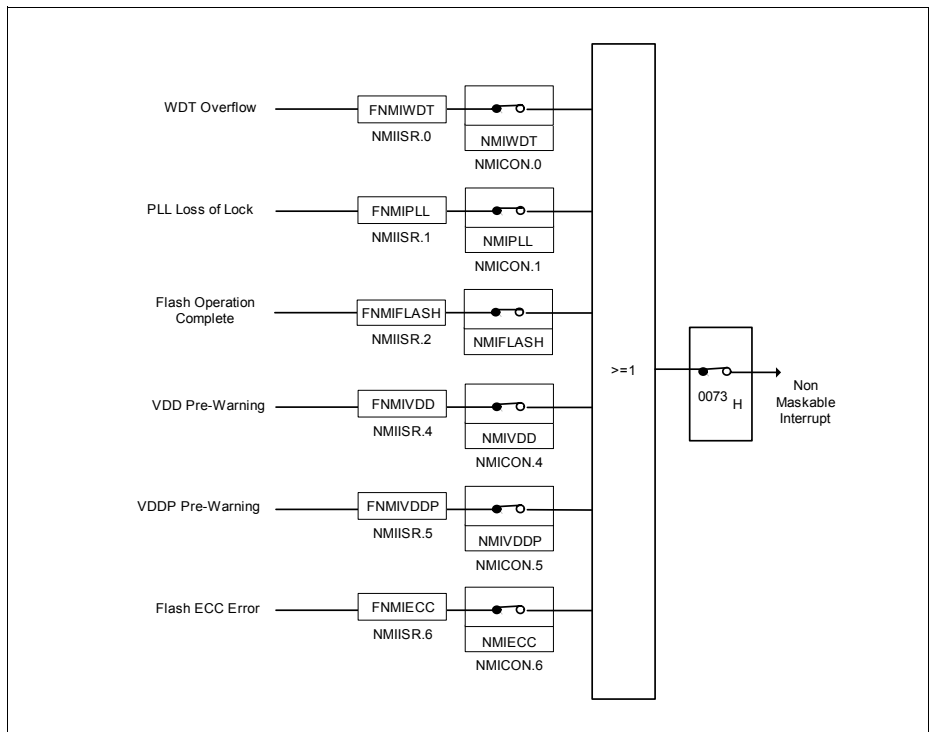 WDT Overflow
FNMIWDT
NMIISR.0
NMIWDT
NMICON.0
PLL Loss of Lock
FNMIPLL
NMIISR.1
NMIPLL
NMICON.1
Flash Operation
Complete
FNMIFLASH
NMIISR.2
NMIFLASH
VDD Pre-Warning
FNMIVDD
NMIISR.4
NMIVDD
NMICON.4
VDDP Pre-Warning
FNMIVDDP
NMIISR.5
NMIVDDP
NMICON.5
Flash ECC Error
FNMIECC
NMIISR.6
NMIECC
NMICON.6
>=1
0073 H
Non
Maskable
Interrupt